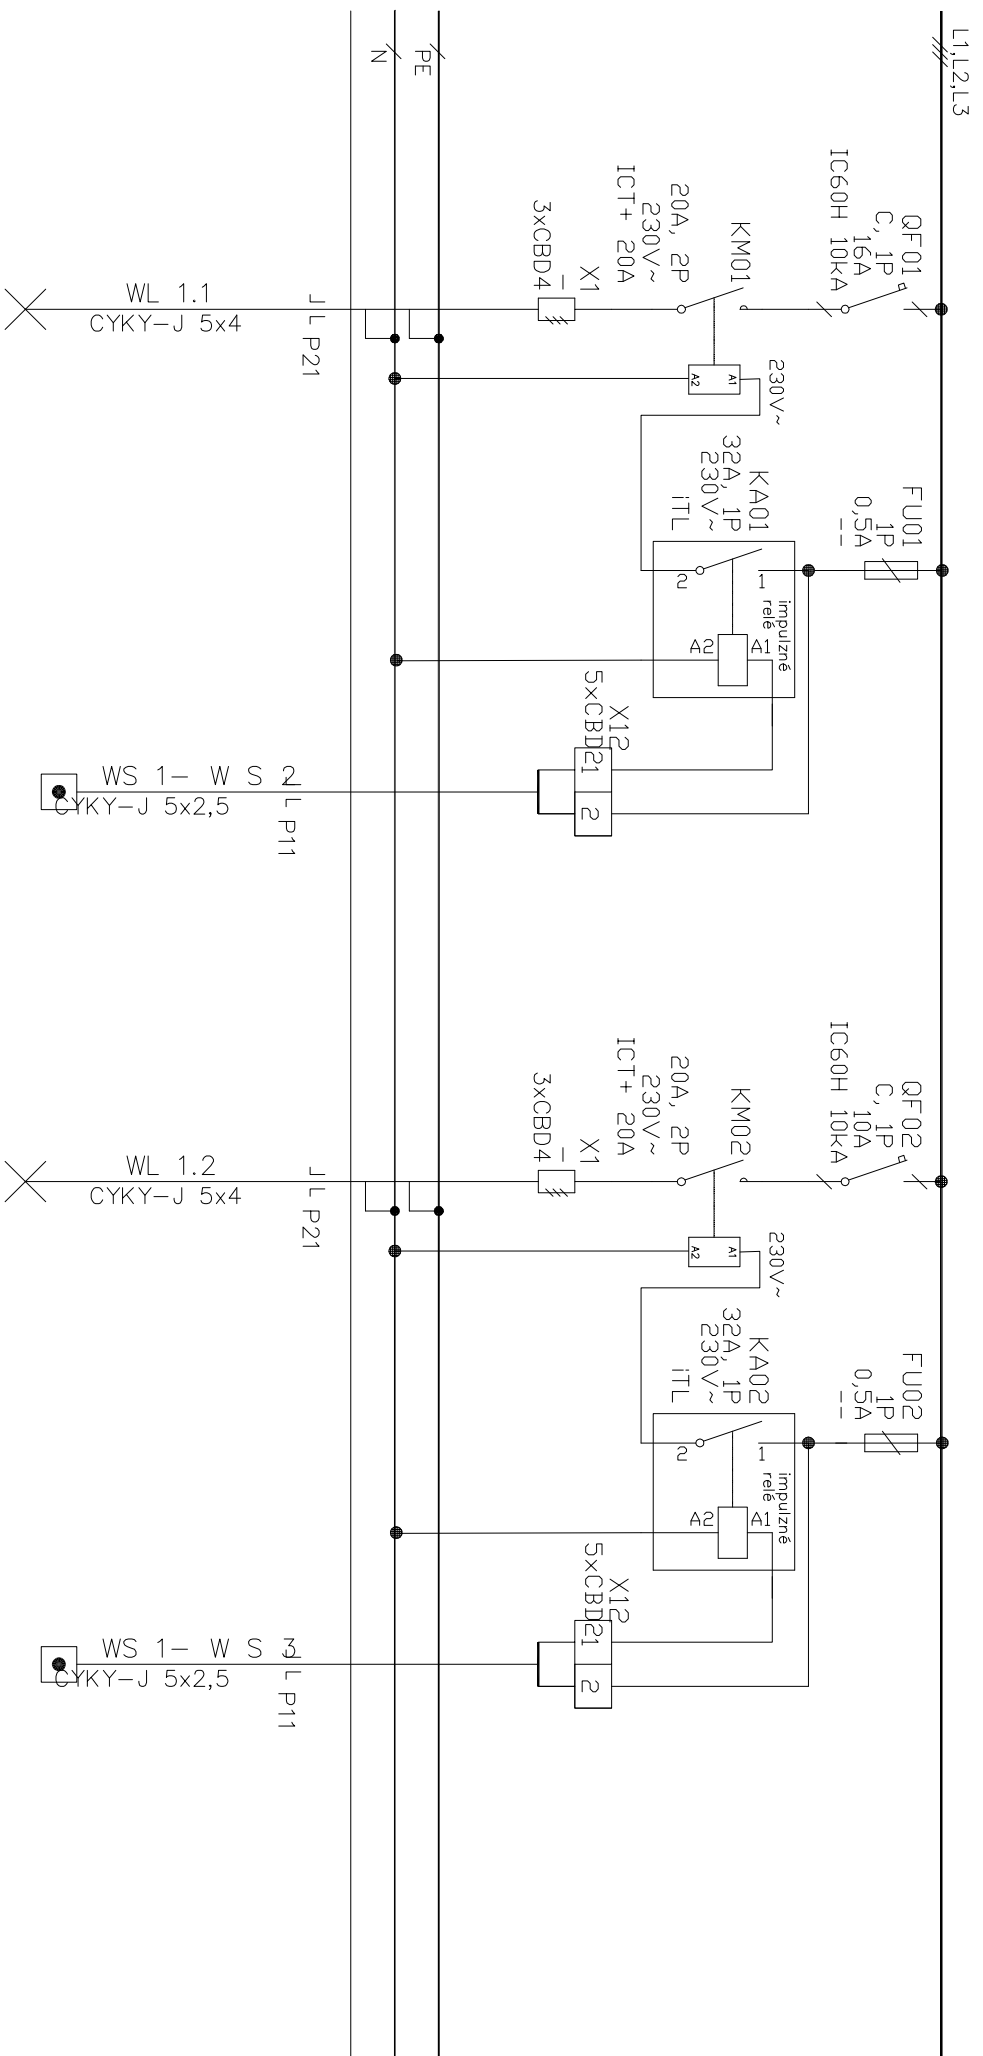 L1,L2,L3
PE
N
QF01
C, 1P
16A
IC60H 10kA
KM01
20A, 2P
230V~
ICT+ 20A
X1
-
3xCBD4
WL 1.1
CYKY-J 5x4
P21
230V~
A1
A2
FU01
1P
0,5A
--
KA01
32A, 1P
230V~
iTL
1
2
impulzné
relé
A1
A2
X12
5xCBD2
1
2
WS 1- W S 2
CYKY-J 5x2,5
P11
QF02
C, 1P
10A
IC60H 10kA
KM02
20A, 2P
230V~
ICT+ 20A
X1
-
3xCBD4
WL 1.2
CYKY-J 5x4
P21
230V~
A1
A2
FU02
1P
0,5A
--
KA02
32A, 1P
230V~
iTL
1
2
impulzné
relé
A1
A2
X12
5xCBD2
1
2
WS 1- W S 3
CYKY-J 5x2,5
P11